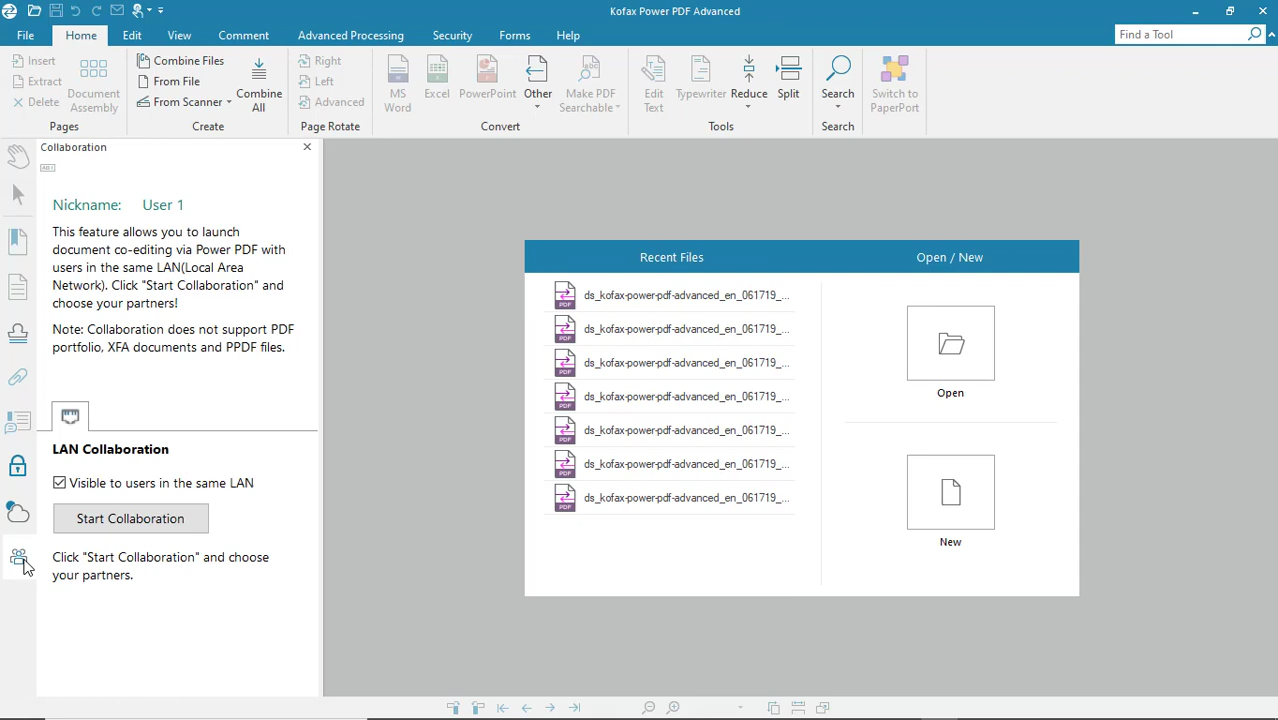 Kofax Power PDF Advanced
File Home Edit View Comment Advanced Processing Security Forms Help Find a Tool
Insert
Extract
Delete
Document
Assembly
Pages
Combine Files
From File
From Scanner
Combine
All
Create
Right
Left
Advanced
Page Rotate
MS
Word
Excel
PowerPoint
Other
Make PDF
Searchable
Convert
Edit
Text
Typewriter
Reduce
Split
Tools
Search
Search
Switch to
PaperPort
Collaboration
Nickname: User 1
This feature allows you to launch
document co-editing via Power PDF with
users in the same LAN(Local Area
Network). Click "Start Collaboration" and
choose your partners!
Note: Collaboration does not support PDF
portfolio, XFA documents and PPDF files.
LAN Collaboration
Visible to users in the same LAN
Start Collaboration
Click "Start Collaboration" and choose
your partners.
Recent Files
PDF ds_kofax-power-pdf-advanced_en_061719_...
PDF ds_kofax-power-pdf-advanced_en_061719_...
PDF ds_kofax-power-pdf-advanced_en_061719_...
PDF ds_kofax-power-pdf-advanced_en_061719_...
PDF ds_kofax-power-pdf-advanced_en_061719_...
PDF ds_kofax-power-pdf-advanced_en_061719_...
PDF ds_kofax-power-pdf-advanced_en_061719_...
Open / New
Open
New